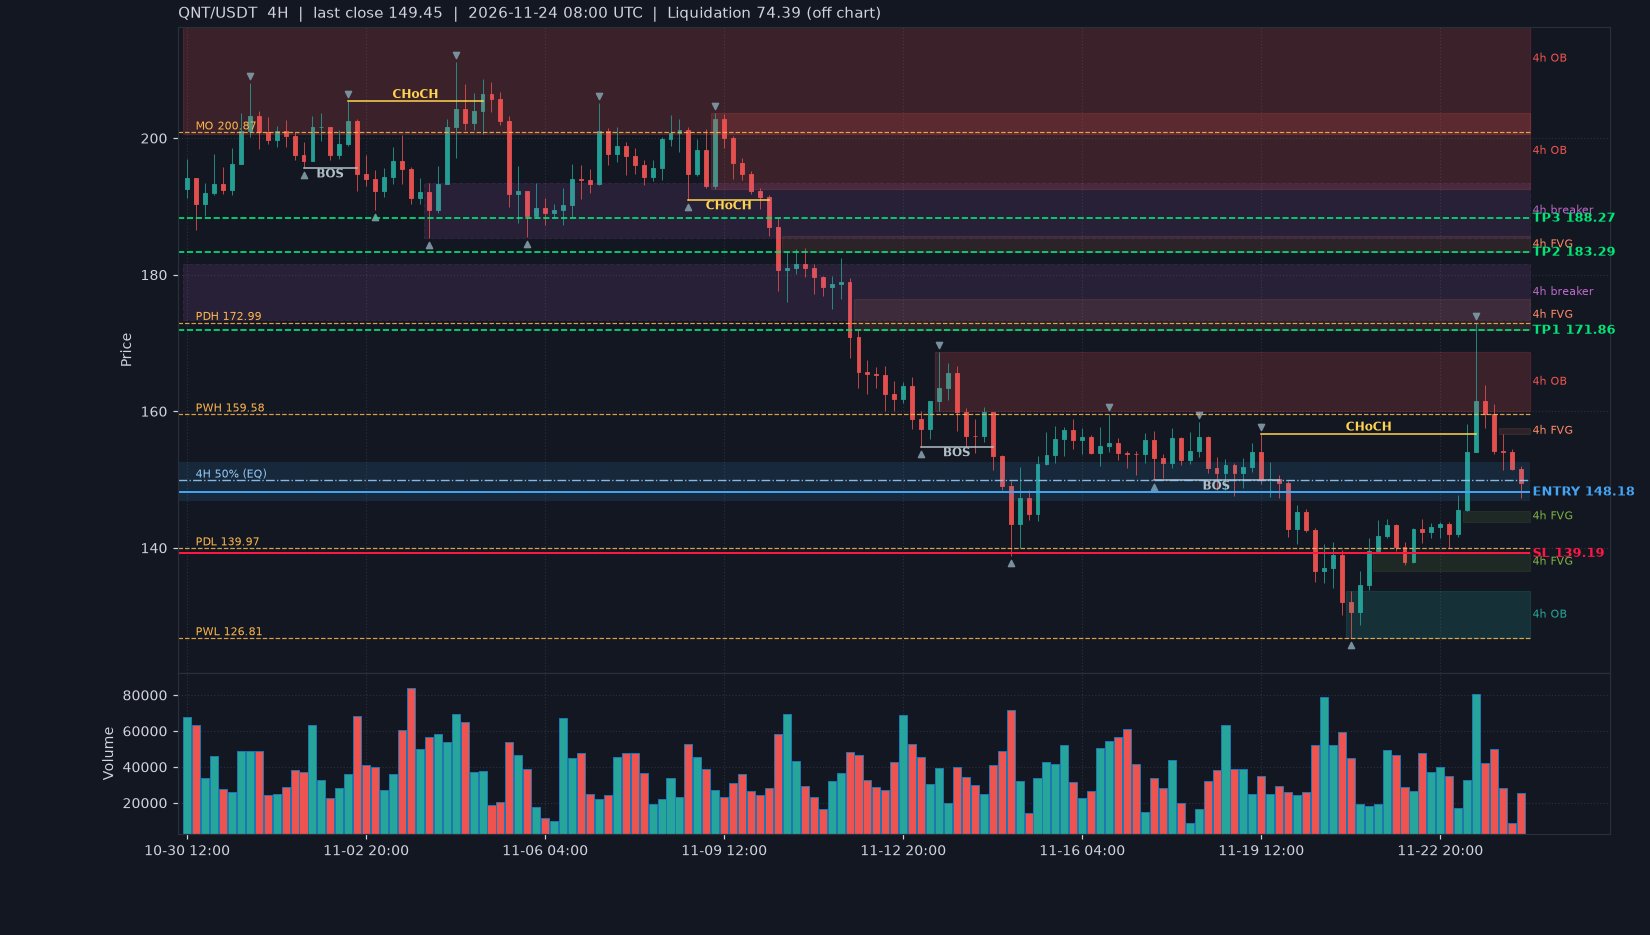 QNT/USDT 4H | last close 149.45 | 2026-11-24 08:00 UTC | Liquidation 74.39 (off chart)
4h OB
CHoCH
MO 200.87
200
4h OB
BOS
CHoCH
4h breaker
TP3 188.27
4h FVG
TP2 183.29
180
4h breaker
PDH 172.99
4h FVG
TP1 171.86
Price
4h OB
PWH 159.58
160
CHoCH
4h FVG
BOS
4H 50% (EQ)
BOS
ENTRY 148.18
4h FVG
PDL 139.97
140
SL 139.19
4h FVG
4h OB
PWL 126.81
80000
60000
Volume
40000
20000
10-30 12:00
11-02 20:00
11-06 04:00
11-09 12:00
11-12 20:00
11-16 04:00
11-19 12:00
11-22 20:00